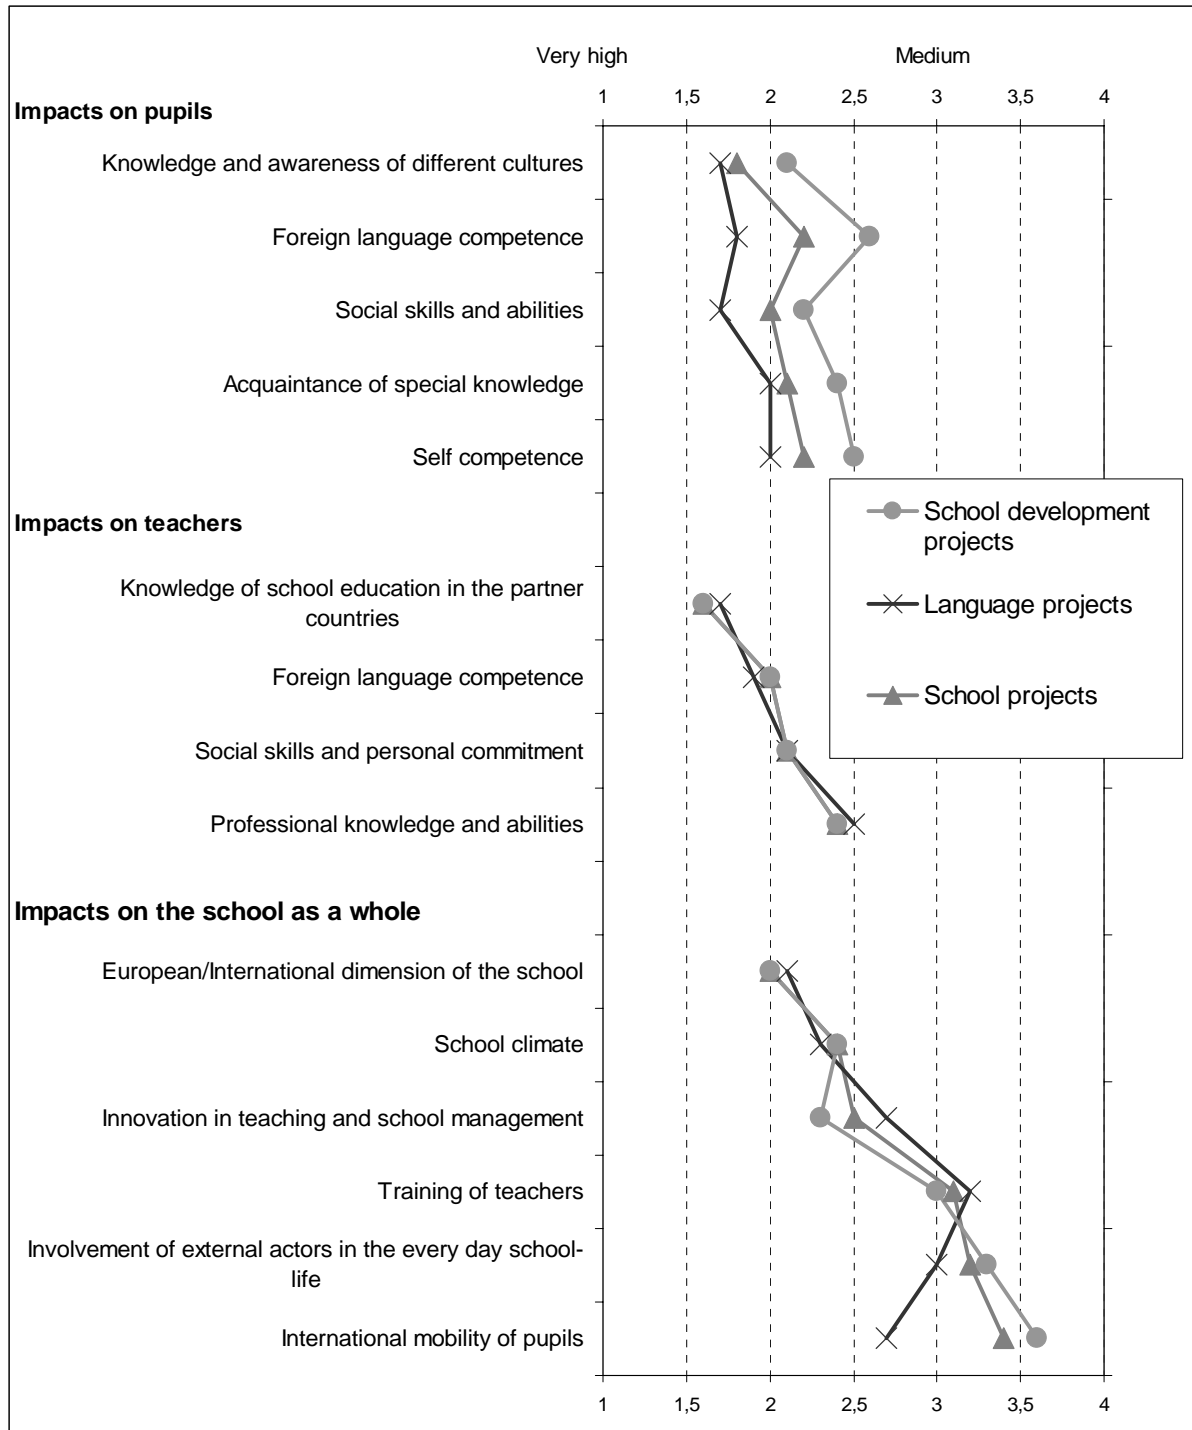 Very high Medium
1 1,5 2 2,5 3 3,5 4
Impacts on pupils
Knowledge and awareness of different cultures
Foreign language competence
Social skills and abilities
Acquaintance of special knowledge
Self competence
School development
projects
Language projects
School projects
Impacts on teachers
Knowledge of school education in the partner
countries
Foreign language competence
Social skills and personal commitment
Professional knowledge and abilities
Impacts on the school as a whole
European/International dimension of the school
School climate
Innovation in teaching and school management
Training of teachers
Involvement of external actors in the every day school-
life
International mobility of pupils
1 1,5 2 2,5 3 3,5 4